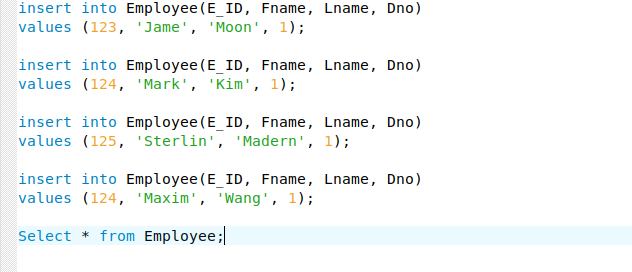 insert into Employee(E_ID, Fname, Lname, Dno)
values (123, 'Jame', 'Moon', 1);
insert into Employee(E_ID, Fname, Lname, Dno)
values (124, 'Mark', 'Kim', 1);
insert into Employee(E_ID, Fname, Lname, Dno)
values (125, 'Sterlin', 'Madern', 1);
insert into Employee(E_ID, Fname, Lname, Dno)
values (124, 'Maxim', 'Wang', 1);
Select * from Employee;